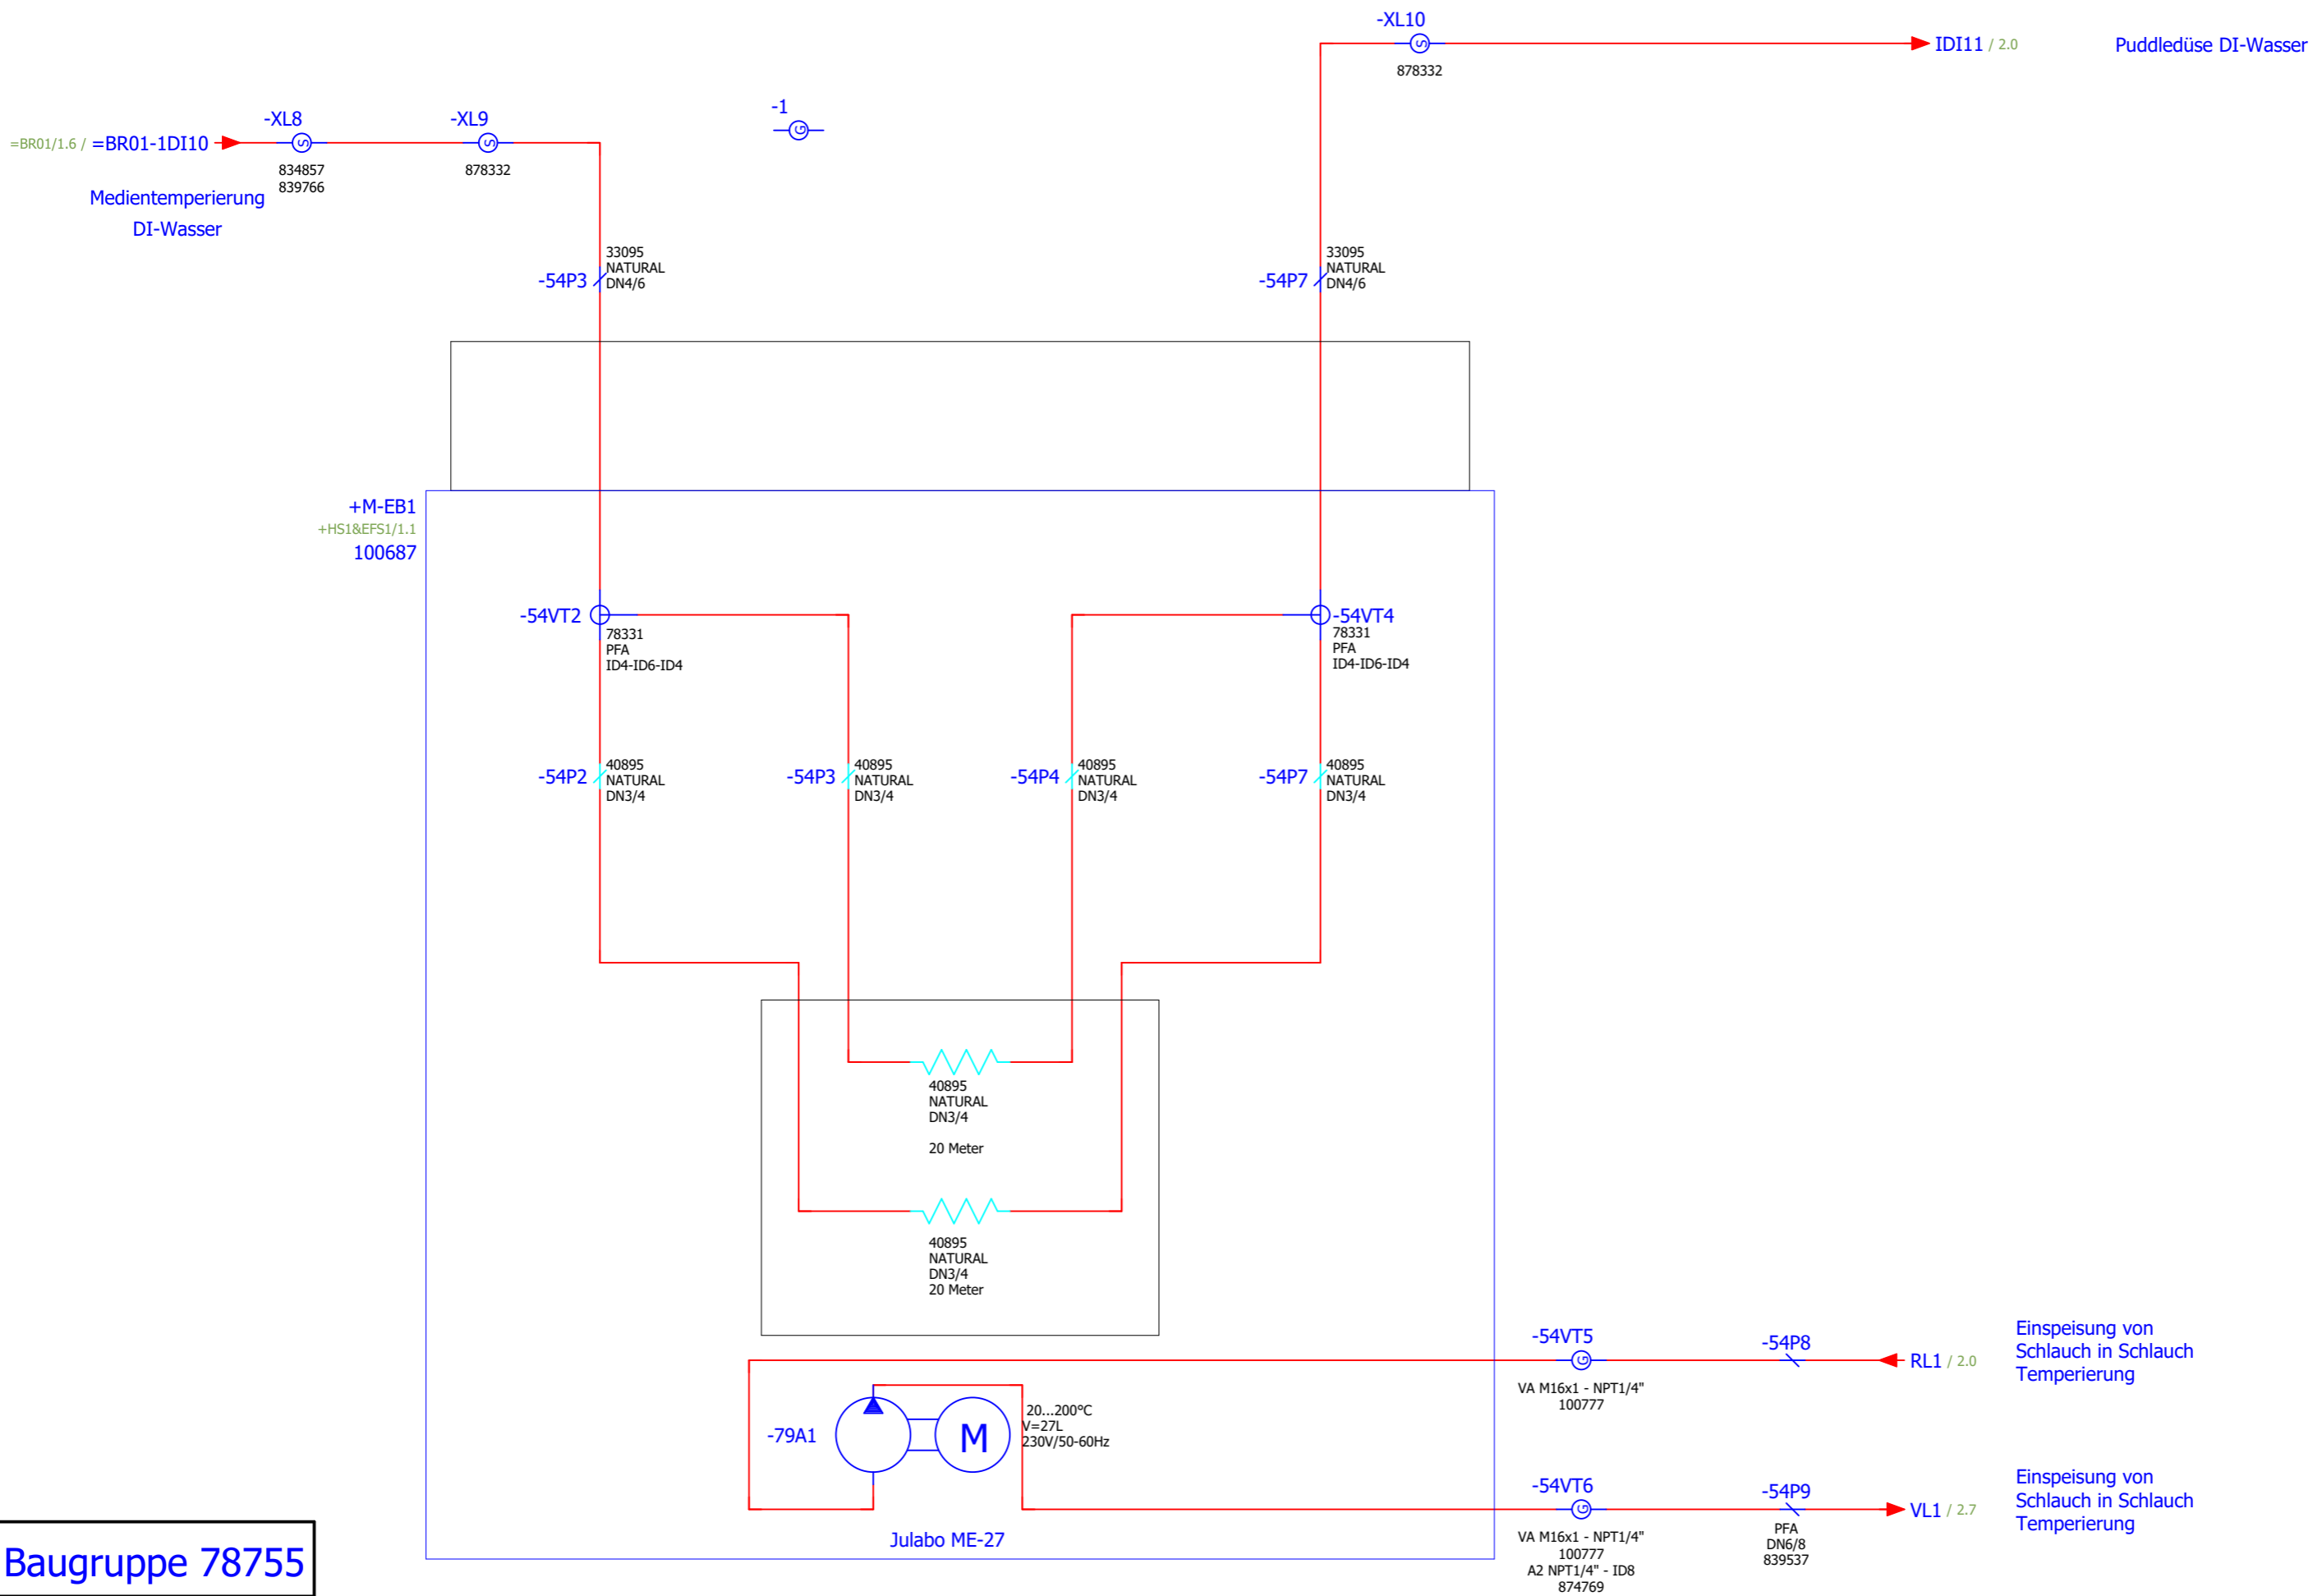 -XL10
S
878332
IDI11 / 2.0
Puddledüse DI-Wasser
-1
G
=BR01/1.6 / =BR01-1DI10
-XL8
S
834857
839766
-XL9
S
878332
Medientemperierung
DI-Wasser
-54P3
33095
NATURAL
DN4/6
-54P7
33095
NATURAL
DN4/6
+M-EB1
+HS1&EFS1/1.1
100687
-54VT2
78331
PFA
ID4-ID6-ID4
-54VT4
78331
PFA
ID4-ID6-ID4
-54P2
40895
NATURAL
DN3/4
-54P3
40895
NATURAL
DN3/4
-54P4
40895
NATURAL
DN3/4
-54P7
40895
NATURAL
DN3/4
40895
NATURAL
DN3/4
20 Meter
40895
NATURAL
DN3/4
20 Meter
-54VT5
G
VA M16x1 - NPT1/4"
100777
-54P8
RL1 / 2.0
Einspeisung von
Schlauch in Schlauch
Temperierung
-79A1
M
20...200°C
V=27L
230V/50-60Hz
-54VT6
G
VA M16x1 - NPT1/4"
100777
A2 NPT1/4" - ID8
874769
-54P9
PFA
DN6/8
839537
VL1 / 2.7
Einspeisung von
Schlauch in Schlauch
Temperierung
Julabo ME-27
Baugruppe 78755